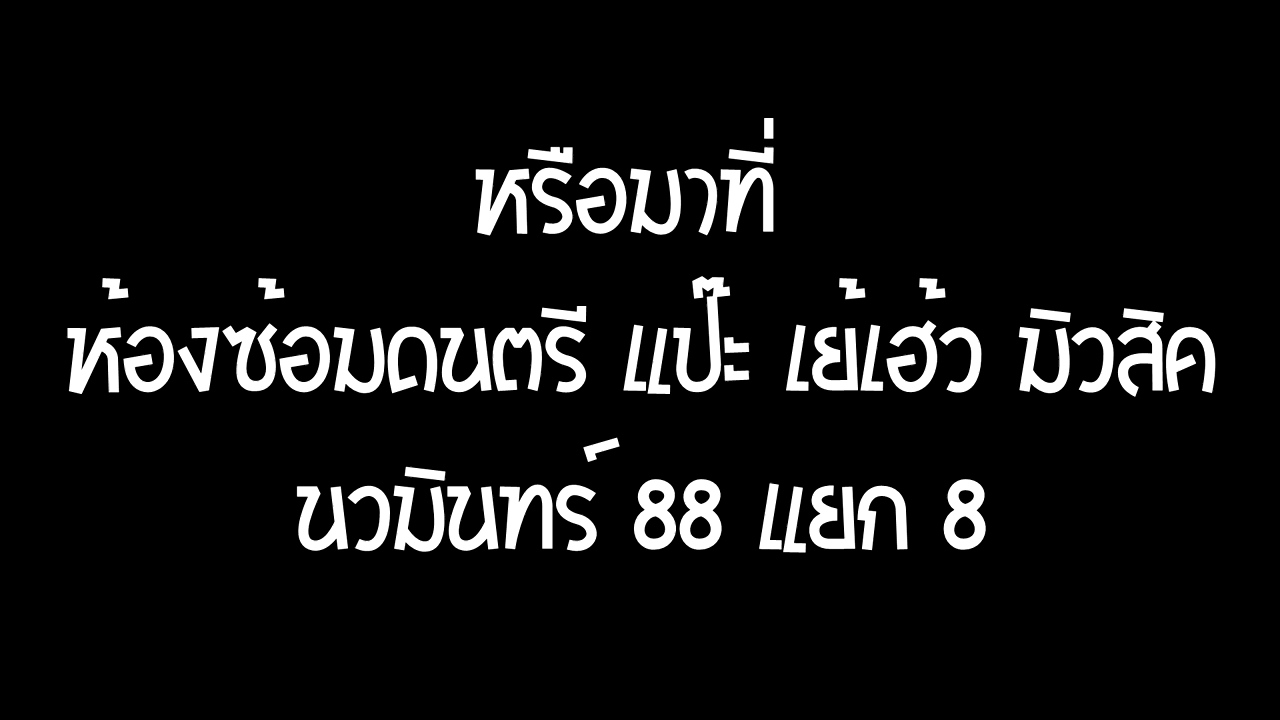 หรือมาที่
ห้องซ้อมดนตรี แป๊ะ เย้เฮ้ว มิวสิค
นวมินทร์ 88 แยก 8